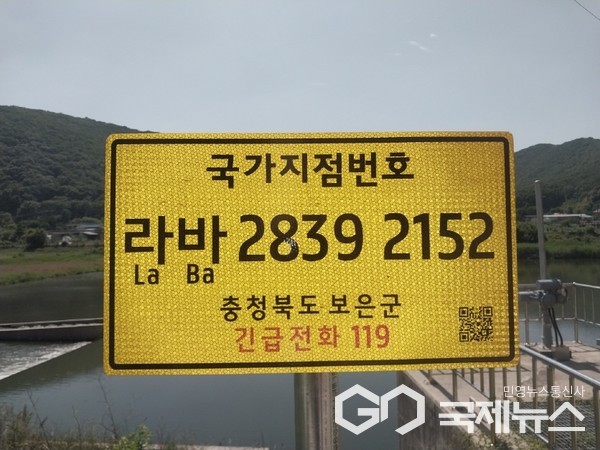 국가지점번호
라바 2839 2152
La Ba
충청북도 보은군
긴급전화 119
민영뉴스통신사
GO 국제뉴스